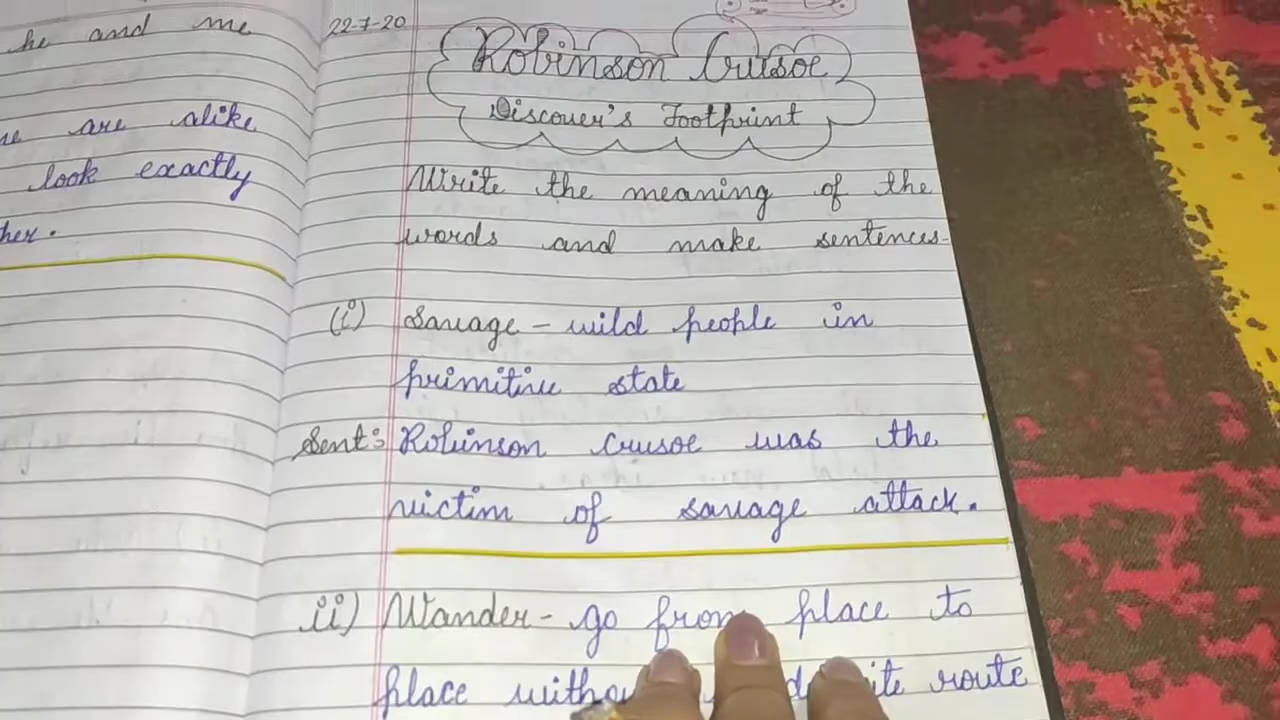 he and me
are alike
look exactly
her.
22-7-20
Robinson Crusoe
Discover's Footprint
Write the meaning of the
words and make sentences-
(i) Savage - wild people in
primitive state
Sent: Robinson Crusoe was the
victim of savage attack.
ii) Wander - go from place to
place route